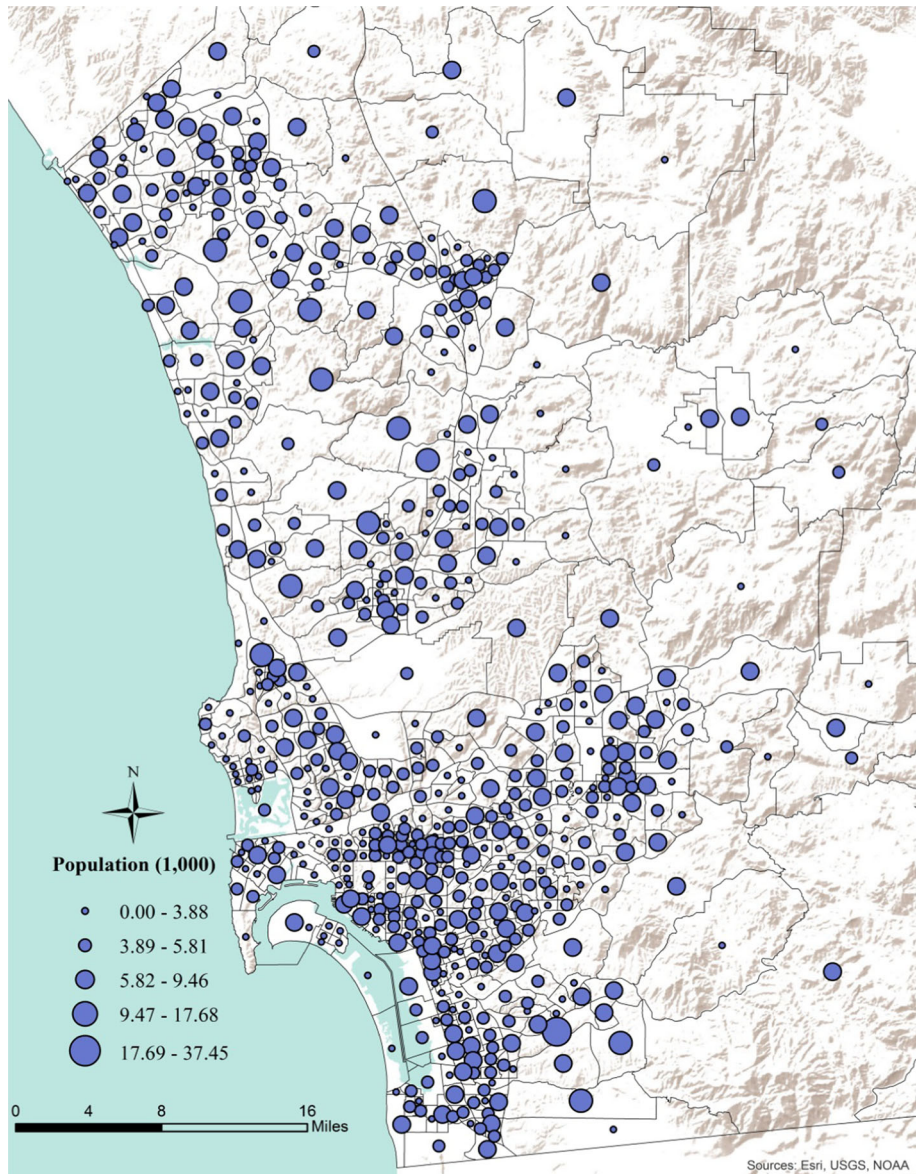 N
Population (1,000)
0.00 - 3.88
3.89 - 5.81
5.82 - 9.46
9.47 - 17.68
17.69 - 37.45
0 4 8 16
Miles
Sources: Esri, USGS, NOAA